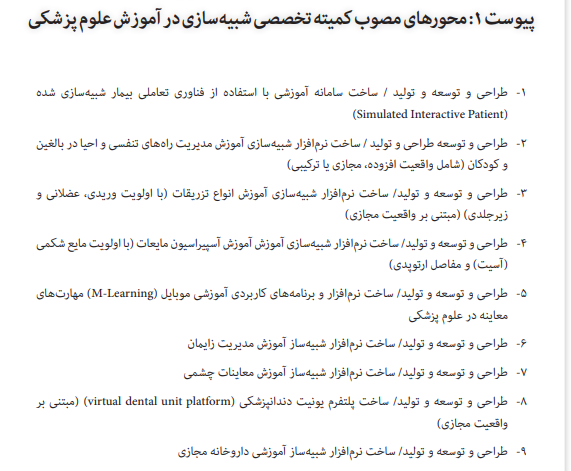 پیوست ۱: محورهای مصوب کمیته تخصصی شبیه‌سازی در آموزش علوم پزشکی
۱- طراحی و توسعه و تولید / ساخت سامانه آموزشی با استفاده از فناوری تعاملی بیمار شبیه‌سازی شده
(Simulated Interactive Patient)
۲- طراحی و توسعه طراحی و تولید / ساخت نرم‌افزار شبیه‌سازی آموزش مدیریت راه‌های تنفسی و احیا در بالغین
و کودکان (شامل واقعیت افزوده، مجازی یا ترکیبی)
۳- طراحی و توسعه و تولید/ ساخت نرم‌افزار شبیه‌سازی آموزش انواع تزریقات (با اولویت وریدی، عضلانی و
زیرجلدی) (مبتنی بر واقعیت مجازی)
۴- طراحی و توسعه و تولید/ ساخت نرم‌افزار شبیه‌سازی آموزش آموزش آسپیراسیون مایعات (با اولویت مایع شکمی
(آسیت) و مفاصل ارتوپدی)
۵- طراحی و توسعه و تولید/ ساخت نرم‌افزار و برنامه‌های کاربردی آموزشی موبایل (M-Learning) مهارت‌های
معاینه در علوم پزشکی
۶- طراحی و توسعه و تولید/ ساخت نرم‌افزار شبیه‌ساز آموزش مدیریت زایمان
۷- طراحی و توسعه و تولید/ ساخت نرم‌افزار شبیه‌ساز آموزش معاینات چشمی
۸- طراحی و توسعه و تولید/ ساخت پلتفرم یونیت دندانپزشکی (virtual dental unit platform) (مبتنی بر
واقعیت مجازی)
۹- طراحی و توسعه و تولید/ ساخت نرم‌افزار شبیه‌ساز آموزشی داروخانه مجازی